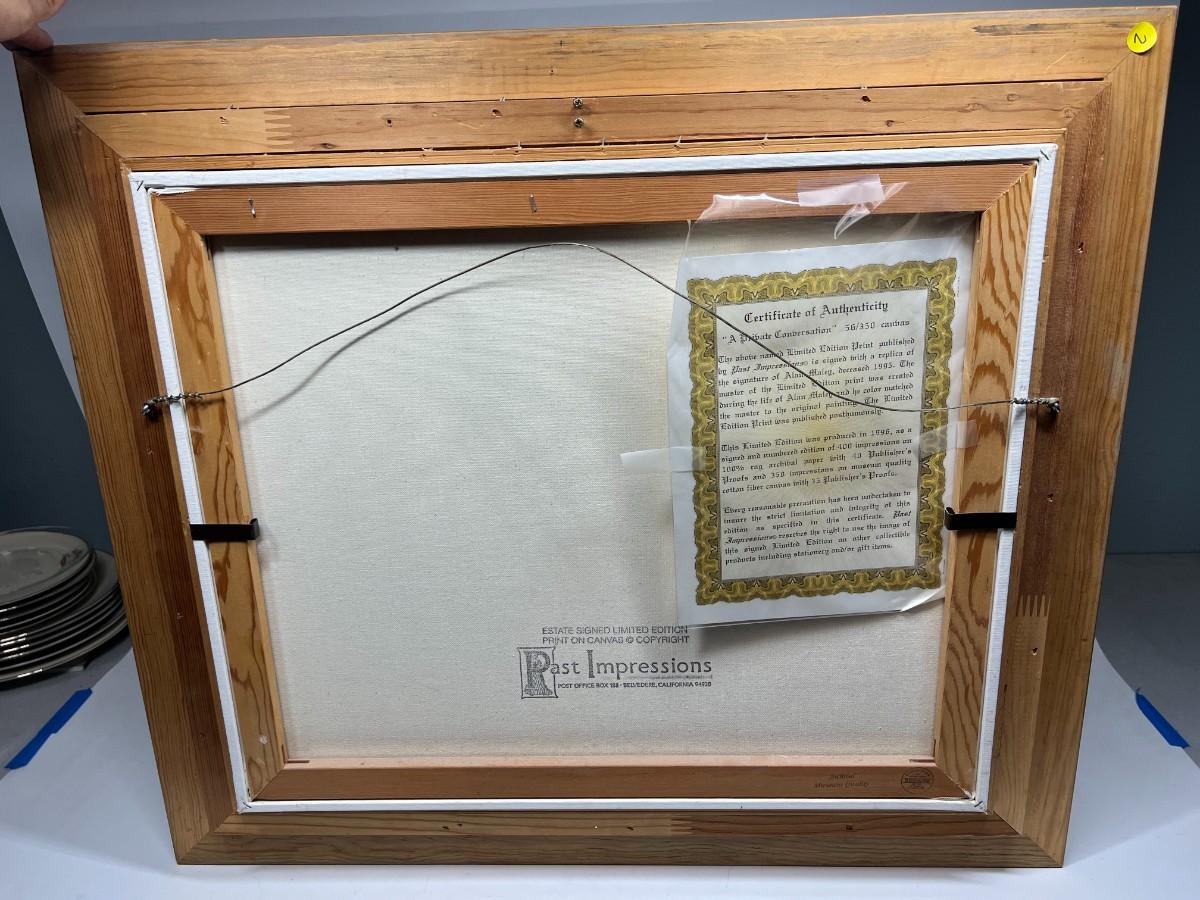 N
Certificate of Authenticity
"A Private Conversation" 56/350 canvas
The above named Limited Edition Print published
by Past Impressions© is signed with a replica of
the signature of Alan Maley, deceased 1995. The
master of the Limited Edition print was created
during the life of Alan Maley and he color matched
the master to the original painting. The Limited
Edition Print was published posthumously.
This Limited Edition was produced in 1996, as a
signed and numbered edition of 400 impressions on
100% rag archival paper with 40 Publisher's
Proofs and 350 impressions on museum quality
cotton fiber canvas with 35 Publisher's Proofs.
Every reasonable precaution has been undertaken to
insure the strict limitation and integrity of this
edition as specified in this certificate. Past
Impressions reserves the right to use the image of
this signed Limited Edition on other collectible
products including stationery and/or gift items.
ESTATE SIGNED LIMITED EDITION
PRINT ON CANVAS © COPYRIGHT
Past Impressions
POST OFFICE BOX 188 · BELVEDERE, CALIFORNIA 94920
Museum Quality